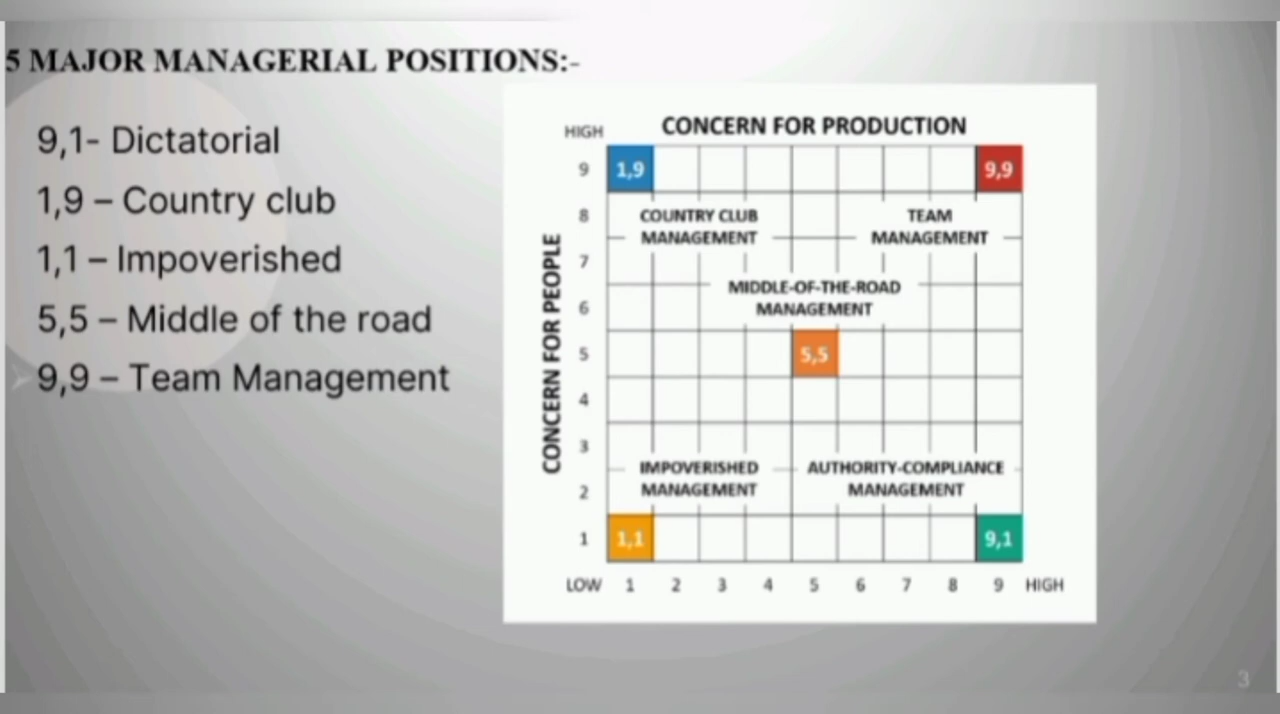 5 MAJOR MANAGERIAL POSITIONS:-
9,1- Dictatorial
1,9 – Country club
1,1 – Impoverished
5,5 – Middle of the road
9,9 – Team Management
CONCERN FOR PRODUCTION
HIGH
9
1,9
9,9
8
COUNTRY CLUB
MANAGEMENT
TEAM
MANAGEMENT
7
MIDDLE-OF-THE-ROAD
MANAGEMENT
6
CONCERN FOR PEOPLE
5
5,5
4
3
IMPOVERISHED
MANAGEMENT
AUTHORITY-COMPLIANCE
MANAGEMENT
2
1
1,1
9,1
LOW 1 2 3 4 5 6 7 8 9 HIGH
3